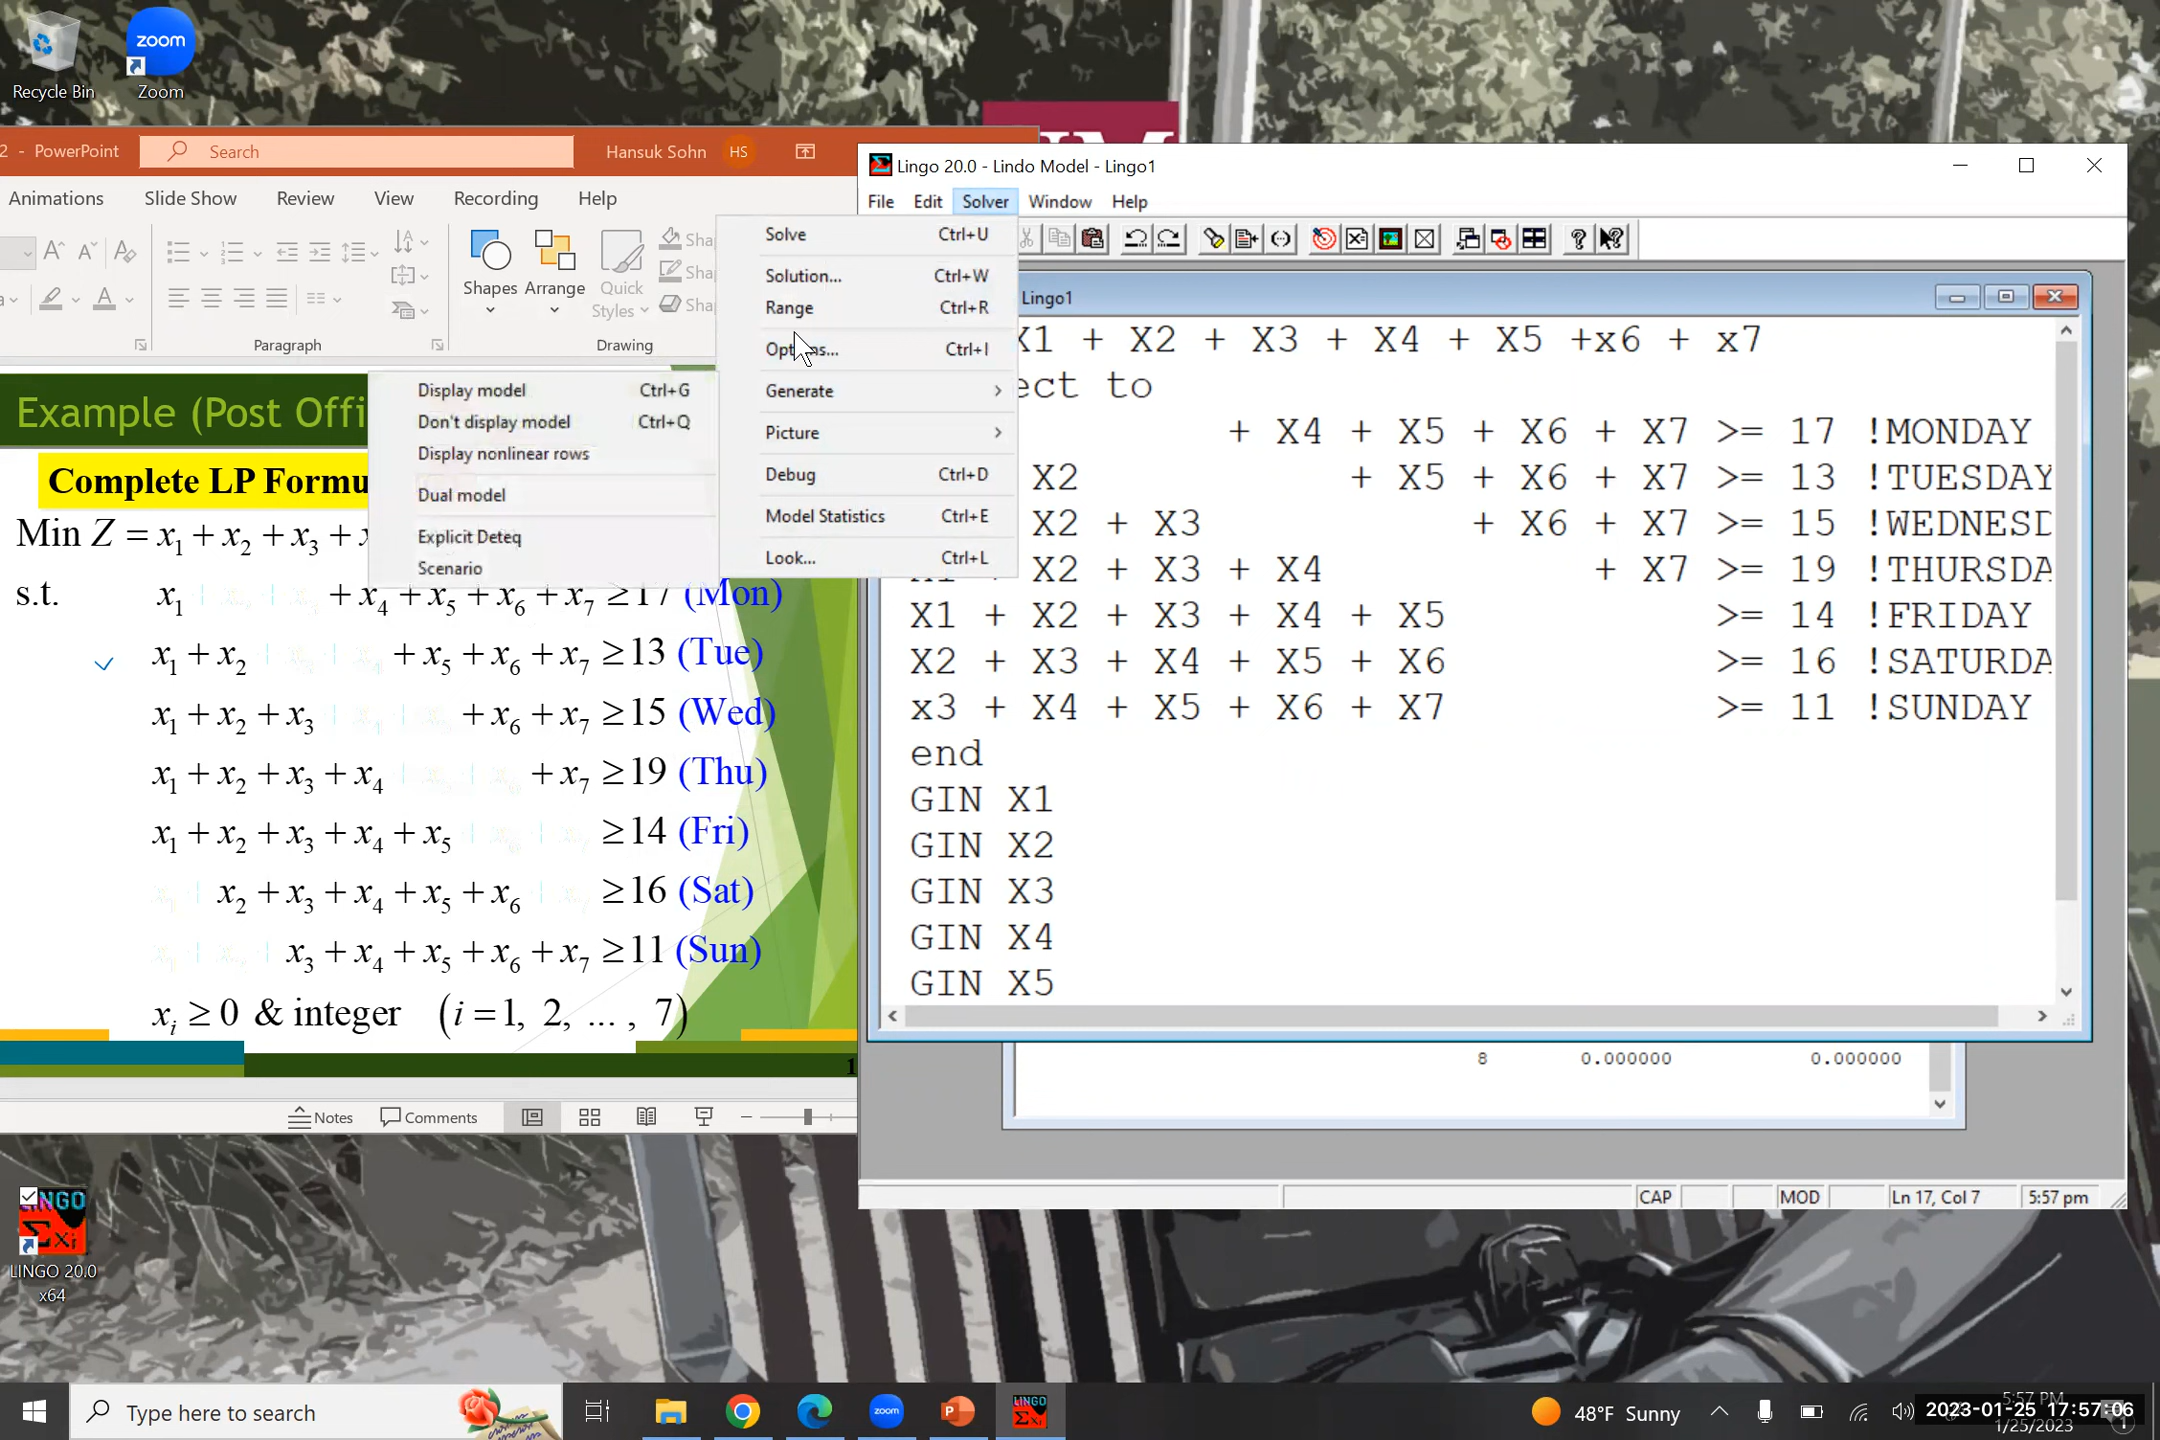 Recycle Bin
zoom
Zoom
2 - PowerPoint
Search
Hansuk Sohn
HS
Animations
Slide Show
Review
View
Recording
Help
Shapes
Arrange
Quick
Styles
Paragraph
Drawing
Example (Post Offi
Complete LP Formu
Min Z = x1 + x2 + x3 + x
s.t.
x1 + x4 + x5 + x6 + x7 ≥ 17 (Mon)
x1 + x2 + x5 + x6 + x7 ≥ 13 (Tue)
x1 + x2 + x3 + x6 + x7 ≥ 15 (Wed)
x1 + x2 + x3 + x4 + x7 ≥ 19 (Thu)
x1 + x2 + x3 + x4 + x5 ≥ 14 (Fri)
x2 + x3 + x4 + x5 + x6 ≥ 16 (Sat)
x3 + x4 + x5 + x6 + x7 ≥ 11 (Sun)
xi ≥ 0 & integer (i = 1, 2, ... , 7)
Notes
Comments
Display model Ctrl+G
Don't display model Ctrl+Q
Display nonlinear rows
Dual model
Explicit Deteq
Scenario
Lingo 20.0 - Lindo Model - Lingo1
File Edit Solver Window Help
Solve Ctrl+U
Solution... Ctrl+W
Range Ctrl+R
Ctrl+I
Generate
Picture
Debug Ctrl+D
Model Statistics Ctrl+E
Look... Ctrl+L
Lingo1
X1 + X2 + X3 + X4 + X5 +x6 + x7
ect to
+ X4 + X5 + X6 + X7 >= 17 !MONDAY
X2 + X5 + X6 + X7 >= 13 !TUESDAY
X2 + X3 + X6 + X7 >= 15 !WEDNESD
X2 + X3 + X4 + X7 >= 19 !THURSDA
X1 + X2 + X3 + X4 + X5 >= 14 !FRIDAY
X2 + X3 + X4 + X5 + X6 >= 16 !SATURDA
x3 + X4 + X5 + X6 + X7 >= 11 !SUNDAY
end
GIN X1
GIN X2
GIN X3
GIN X4
GIN X5
8 0.000000 0.000000
CAP
MOD
Ln 17, Col 7
5:57 pm
LINGO 20.0
x64
Type here to search
zoom
LINGO
48°F Sunny
5:57 PM
1/25/2023
2023-01-25 17:57:06